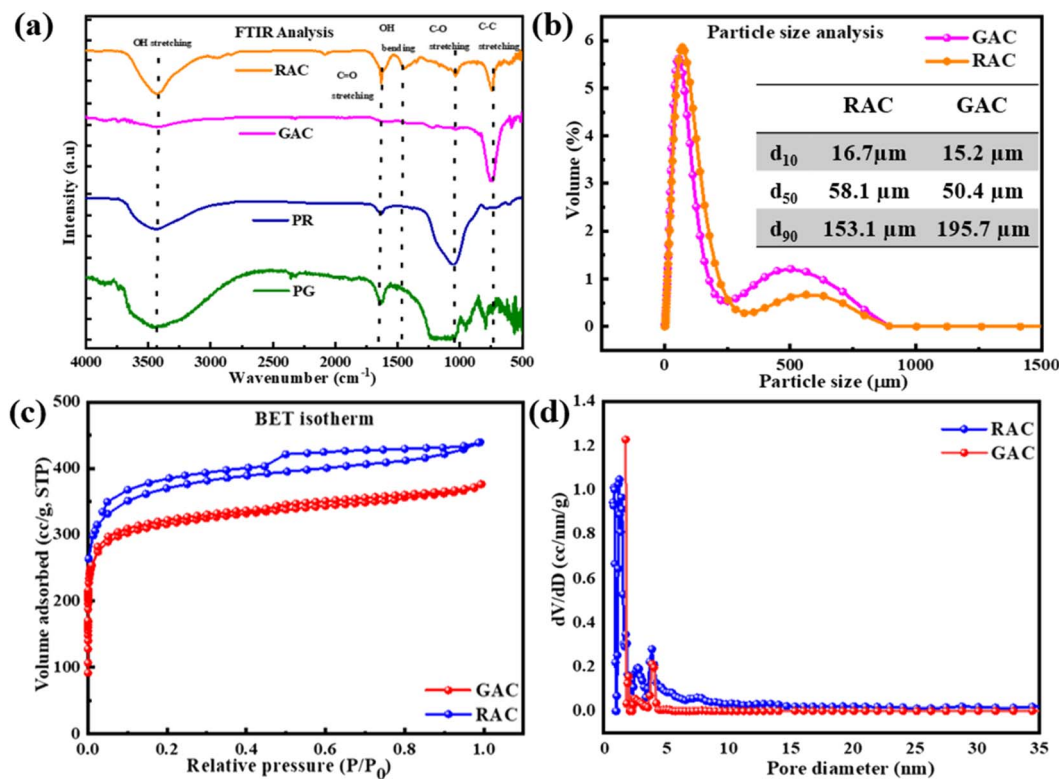 (a)
FTIR Analysis
OH stretching
OH
bending
C-O
stretching
C-C
stretching
C=O
stretching
RAC
GAC
PR
PG
Intensity (a.u)
4000 3500 3000 2500 2000 1500 1000 500
Wavenumber (cm-1)
(b)
Particle size analysis
GAC
RAC
RAC GAC
d10 16.7µm 15.2 µm
d50 58.1 µm 50.4 µm
d90 153.1 µm 195.7 µm
Volume (%)
6
5
4
3
2
1
0
0 250 500 750 1000 1250 1500
Particle size (µm)
(c)
BET isotherm
Volume adsorbed (cc/g, STP)
500
400
300
200
100
0
GAC
RAC
0.0 0.2 0.4 0.6 0.8 1.0
Relative pressure (P/P0)
(d)
RAC
GAC
dV/dD (cc/nm/g)
1.4
1.2
1.0
0.8
0.6
0.4
0.2
0.0
0 5 10 15 20 25 30 35
Pore diameter (nm)